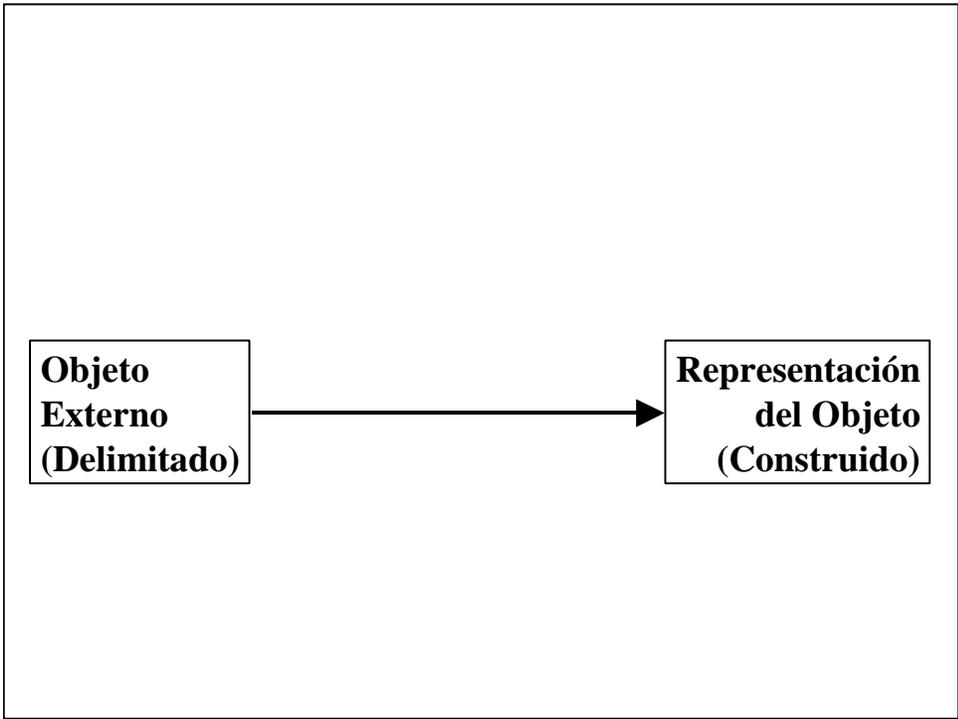 Objeto
Externo
(Delimitado)
Representación
del Objeto
(Construido)